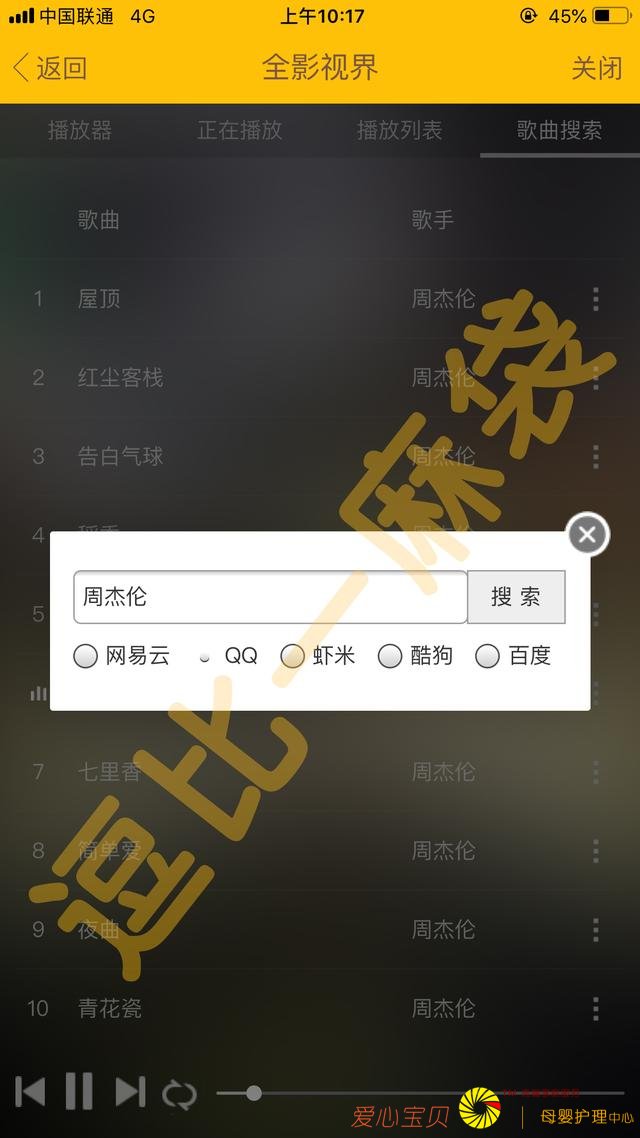 中国联通 4G 上午10:17 45%
返回 全影视界 关闭
播放器 正在播放 播放列表 歌曲搜索
歌曲 歌手
1 屋顶 周杰伦
2 红尘客栈 周杰伦
3 告白气球 周杰伦
4 稻香 周杰伦
周杰伦 搜 索
5
网易云 QQ 虾米 酷狗 百度
7 七里香 周杰伦
8 简单爱 周杰伦
9 夜曲 周杰伦
10 青花瓷 周杰伦
逗比一麻袋
爱心宝贝 母婴护理中心